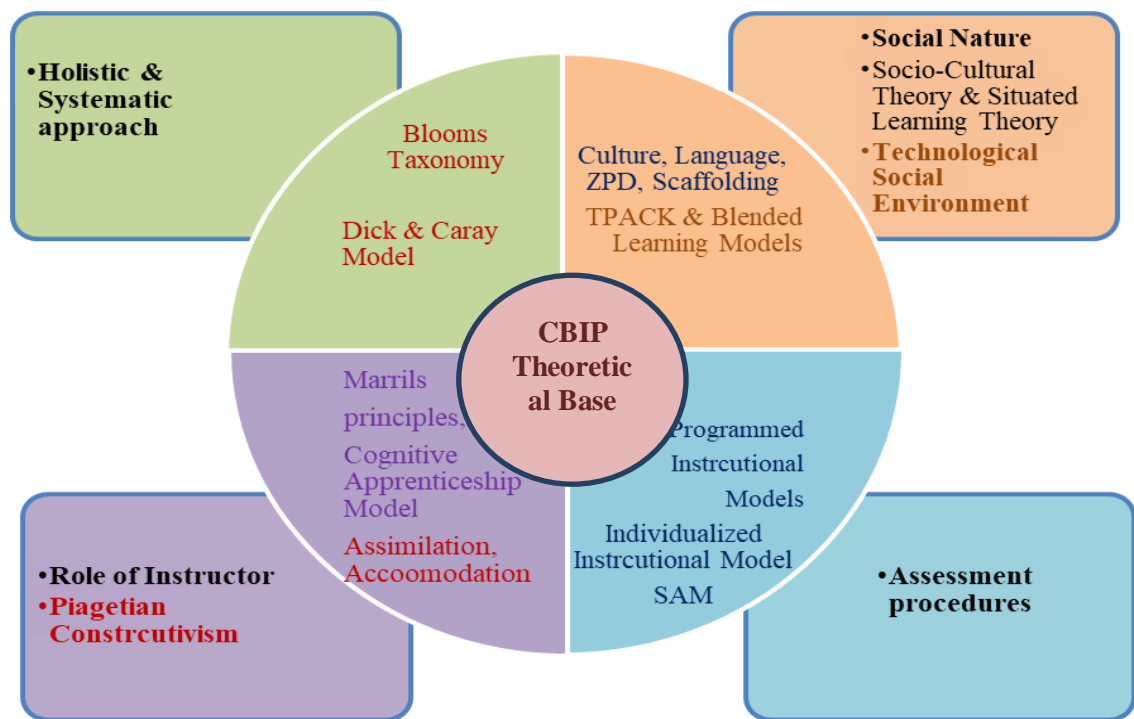 •Holistic &
Systematic
approach
•Social Nature
•Socio-Cultural
Theory & Situated
Learning Theory
•Technological
Social
Environment
Blooms
Taxonomy
Dick & Caray
Model
Culture, Language,
ZPD, Scaffolding
TPACK & Blended
Learning Models
CBIP
Theoretic
al Base
Marrils
principles,
Cognitive
Apprenticeship
Model
Assimilation,
Accoomodation
Programmed
Instrcutional
Models
Individualized
Instrcutional Model
SAM
•Role of Instructor
•Piagetian
Constrcutivism
•Assessment
procedures